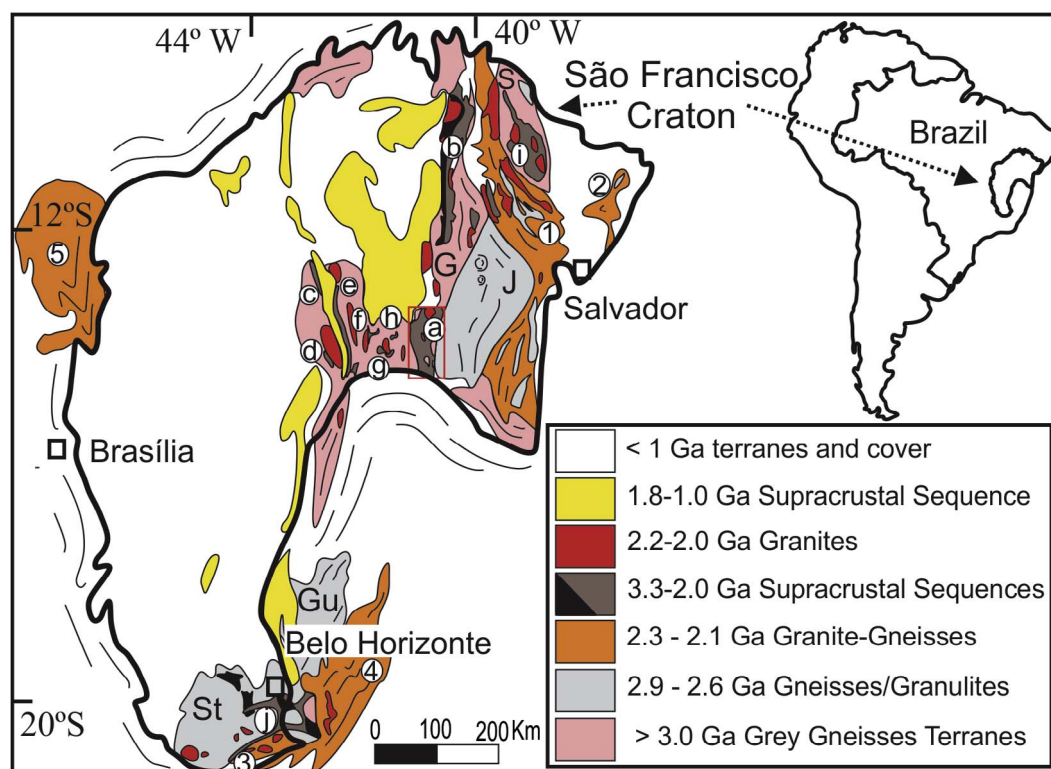 44º W
40º W
São Francisco
Craton
Brazil
S
b
i
2
12ºS
5
1
G
J
c
e
Salvador
f
h
a
d
g
Brasília
< 1 Ga terranes and cover
1.8-1.0 Ga Supracrustal Sequence
2.2-2.0 Ga Granites
3.3-2.0 Ga Supracrustal Sequences
2.3 - 2.1 Ga Granite-Gneisses
2.9 - 2.6 Ga Gneisses/Granulites
> 3.0 Ga Grey Gneisses Terranes
Gu
Belo Horizonte
4
20ºS
St
j
3
0 100 200 Km